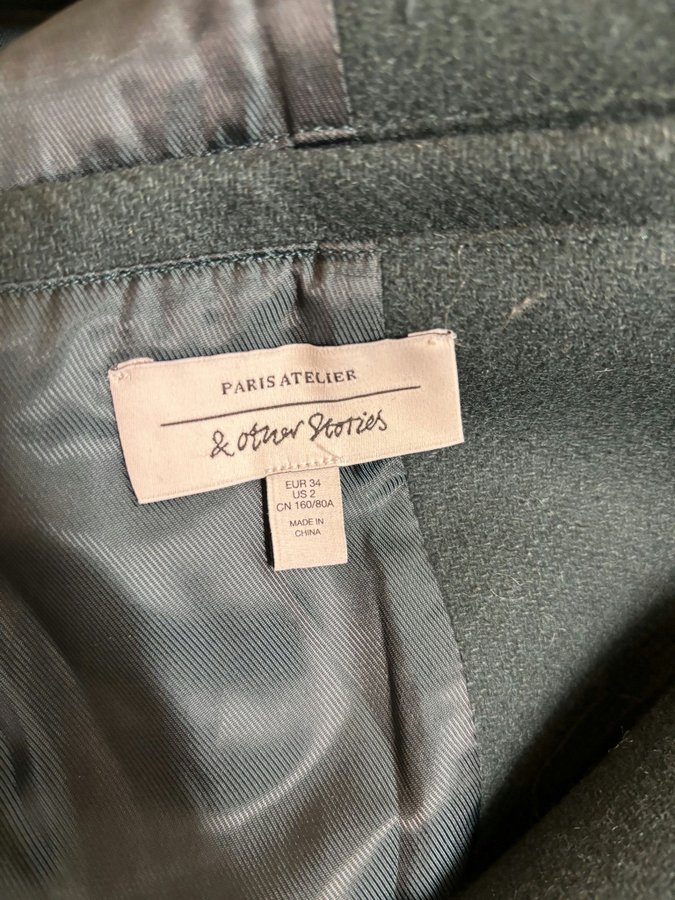 PARIS ATELIER
& other Stories
EUR 34
US 2
CN 160/80A
MADE IN
CHINA